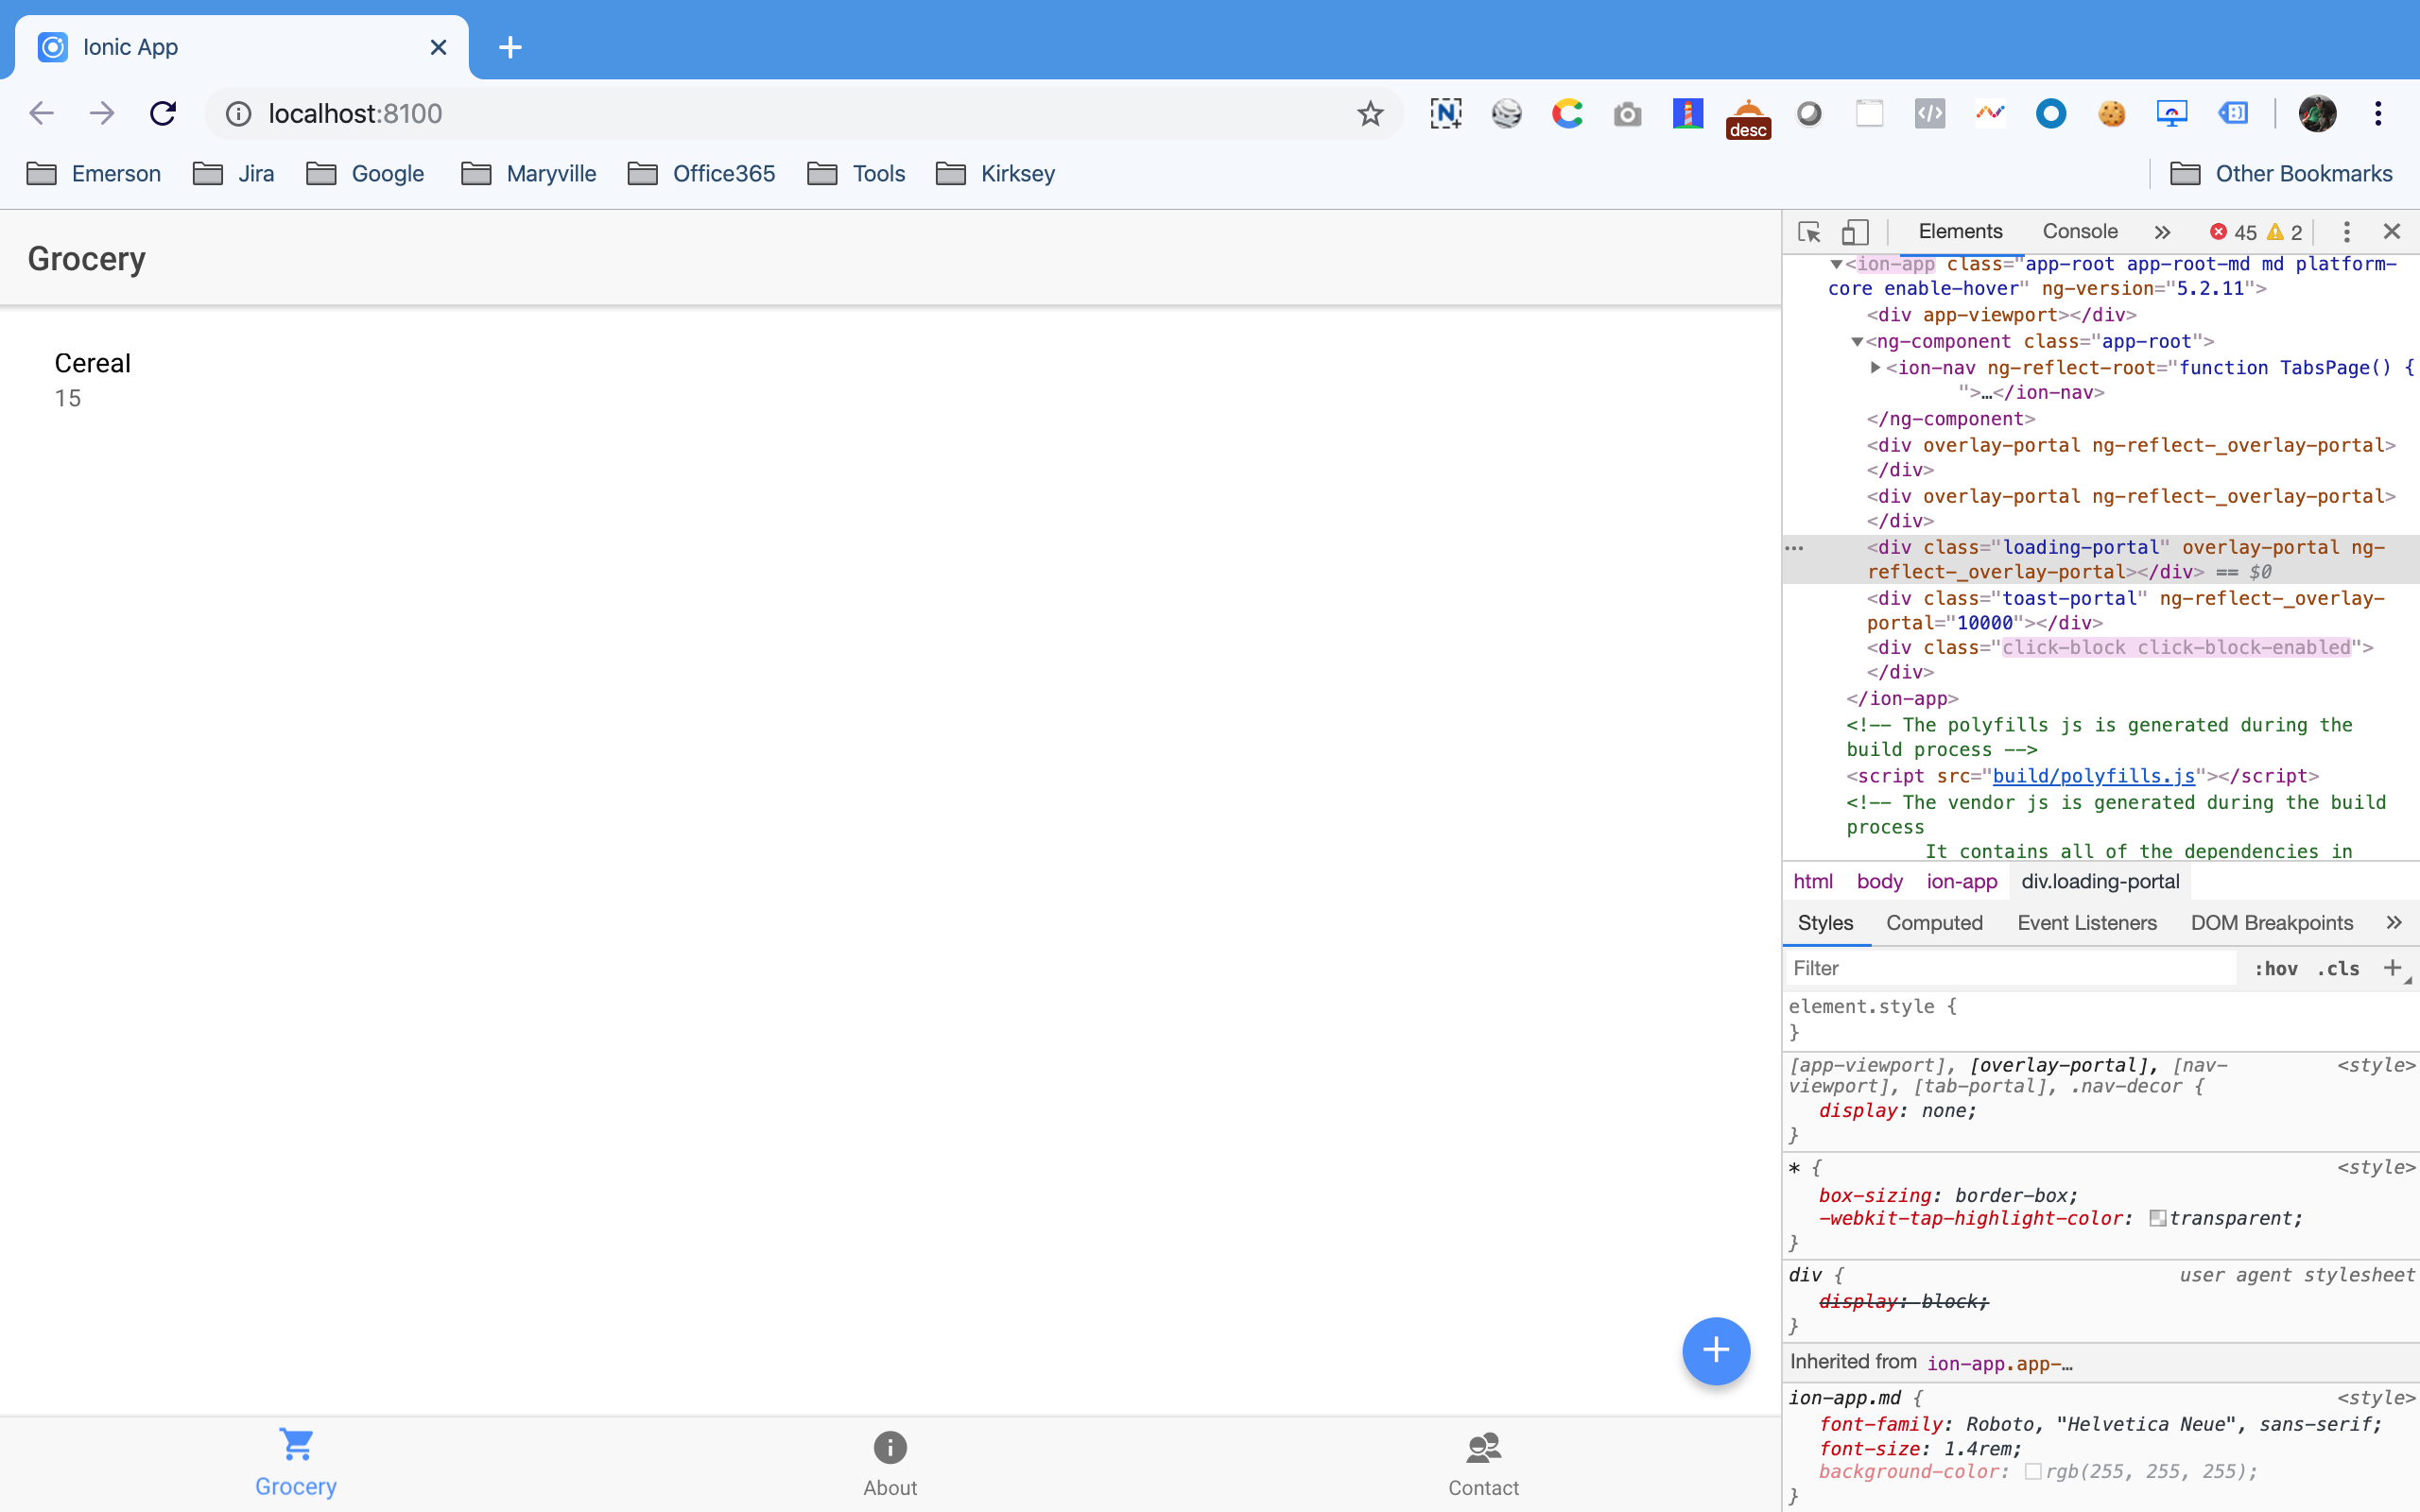 Ionic App
localhost:8100
desc
Emerson Jira Google Maryville Office365 Tools Kirksey Other Bookmarks
Grocery
Cereal
15
Grocery
About
Contact
Elements Console » 45 2
▼<ion-app class="app-root app-root-md md platform-
core enable-hover" ng-version="5.2.11">
<div app-viewport></div>
▼<ng-component class="app-root">
▶<ion-nav ng-reflect-root="function TabsPage() {
">…</ion-nav>
</ng-component>
<div overlay-portal ng-reflect-_overlay-portal>
</div>
<div overlay-portal ng-reflect-_overlay-portal>
</div>
<div class="loading-portal" overlay-portal ng-
reflect-_overlay-portal></div> == $0
<div class="toast-portal" ng-reflect-_overlay-
portal="10000"></div>
<div class="click-block click-block-enabled">
</div>
</ion-app>
<!-- The polyfills js is generated during the
build process -->
<script src="build/polyfills.js"></script>
<!-- The vendor js is generated during the build
process
It contains all of the dependencies in
html body ion-app div.loading-portal
Styles Computed Event Listeners DOM Breakpoints »
Filter :hov .cls +
element.style {
}
[app-viewport], [overlay-portal], [nav- <style>
viewport], [tab-portal], .nav-decor {
display: none;
}
* { <style>
box-sizing: border-box;
-webkit-tap-highlight-color: transparent;
}
div { user agent stylesheet
display: block;
}
Inherited from ion-app.app-…
ion-app.md { <style>
font-family: Roboto, "Helvetica Neue", sans-serif;
font-size: 1.4rem;
background-color: rgb(255, 255, 255);
}